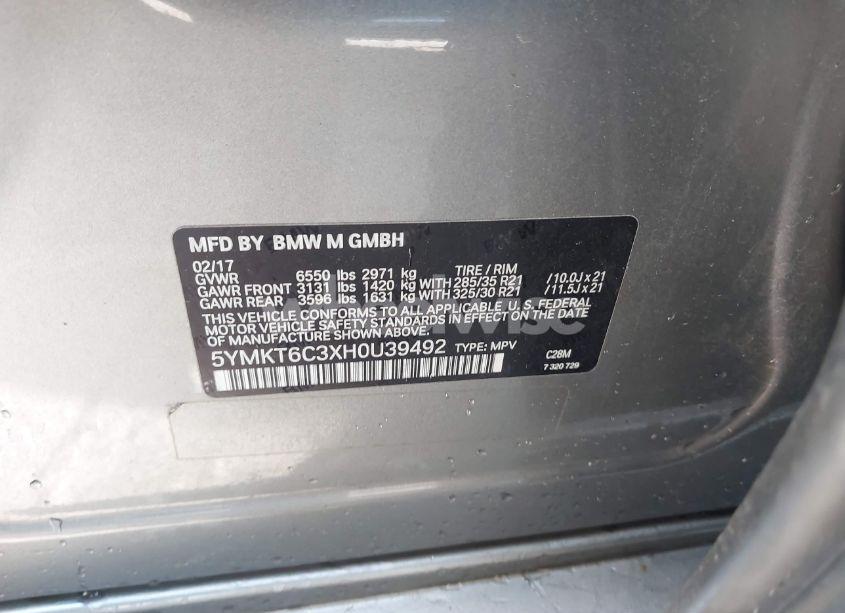 MFD BY BMW M GMBH
02/17
GVWR 6550 lbs 2971 kg TIRE / RIM
GAWR FRONT 3131 lbs 1420 kg WITH 285/35 R21 /10.0J x 21
GAWR REAR 3596 lbs 1631 kg WITH 325/30 R21 /11.5J x 21
THIS VEHICLE CONFORMS TO ALL APPLICABLE U.S. FEDERAL
MOTOR VEHICLE SAFETY STANDARDS IN EFFECT ON
THE DATE OF MANUFACTURE SHOWN ABOVE.
5YMKT6C3XH0U39492 TYPE: MPV C28M
7 320 729